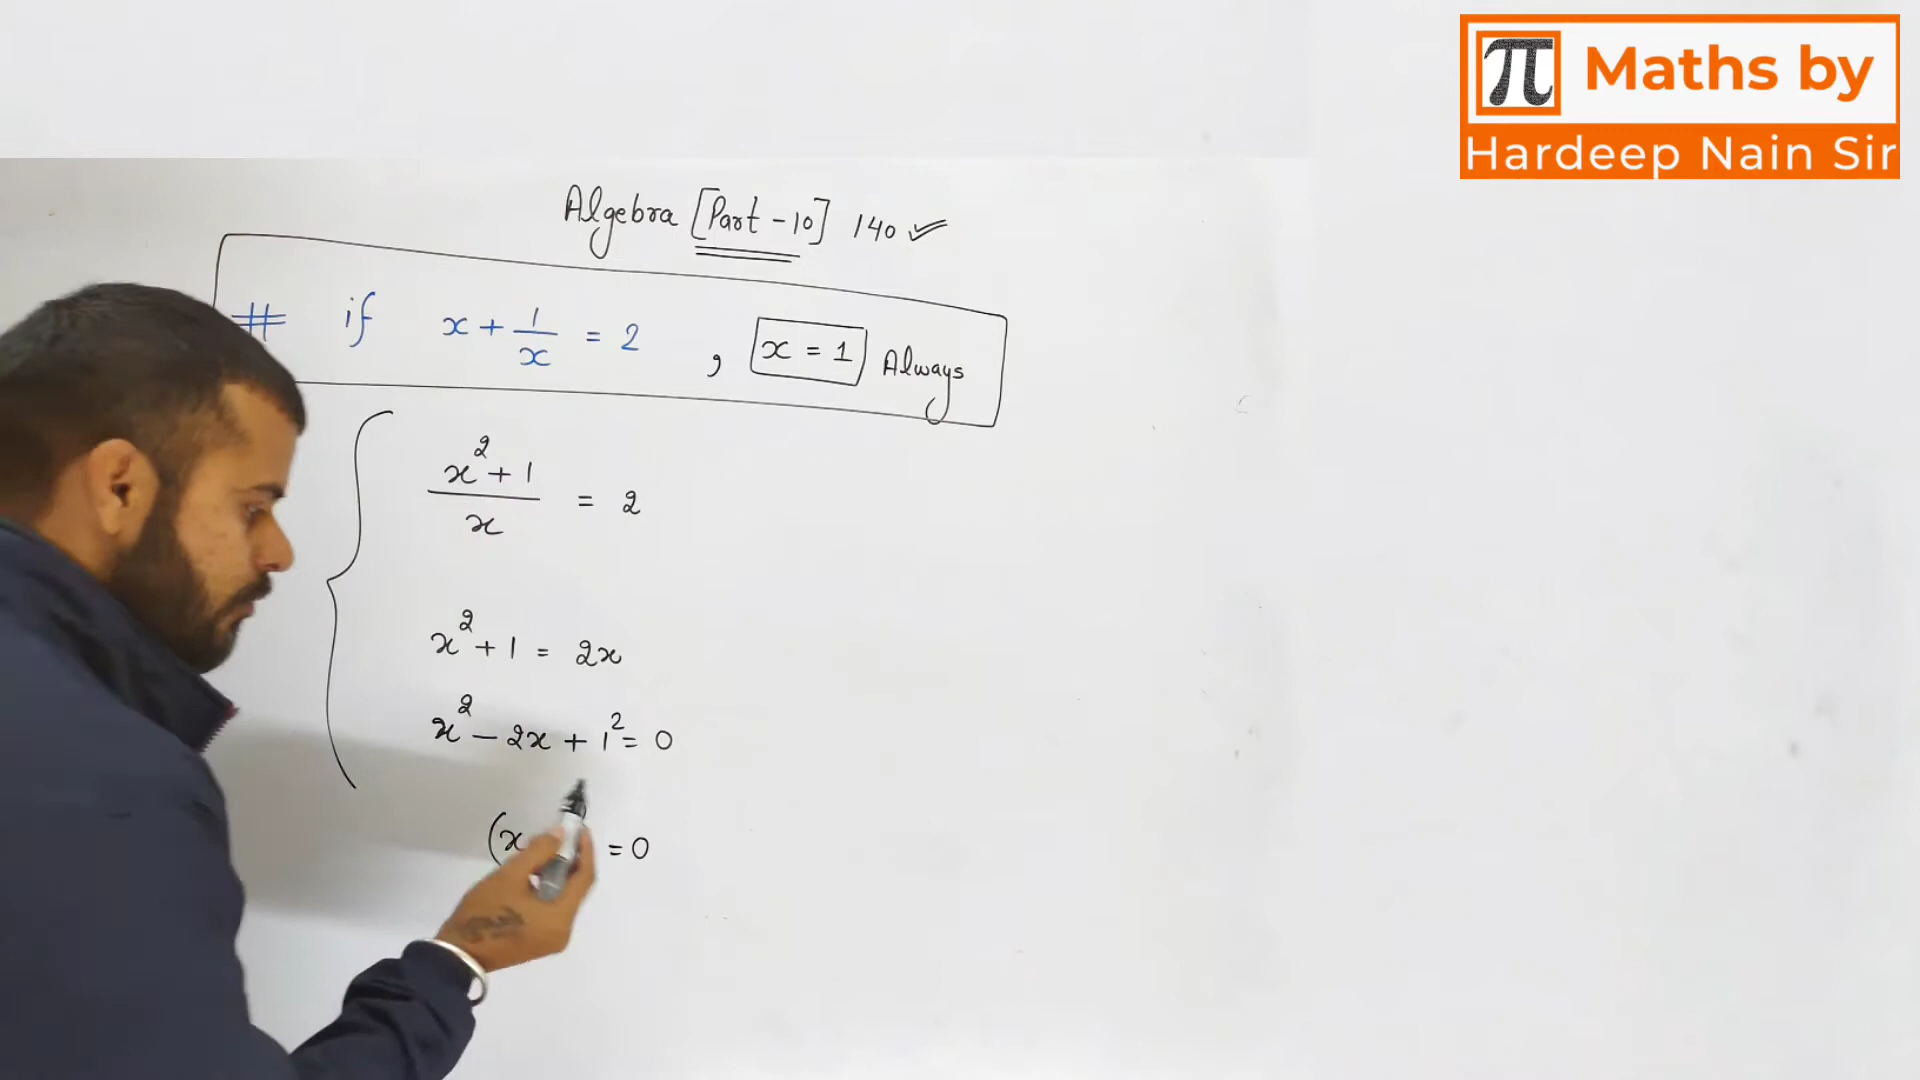 π Maths by
Hardeep Nain Sir
Algebra [Part-10] 140 ✓
# if x + 1/x = 2 , x = 1 Always
x² + 1 / x = 2
x² + 1 = 2x
x² - 2x + 1² = 0
(x = 0